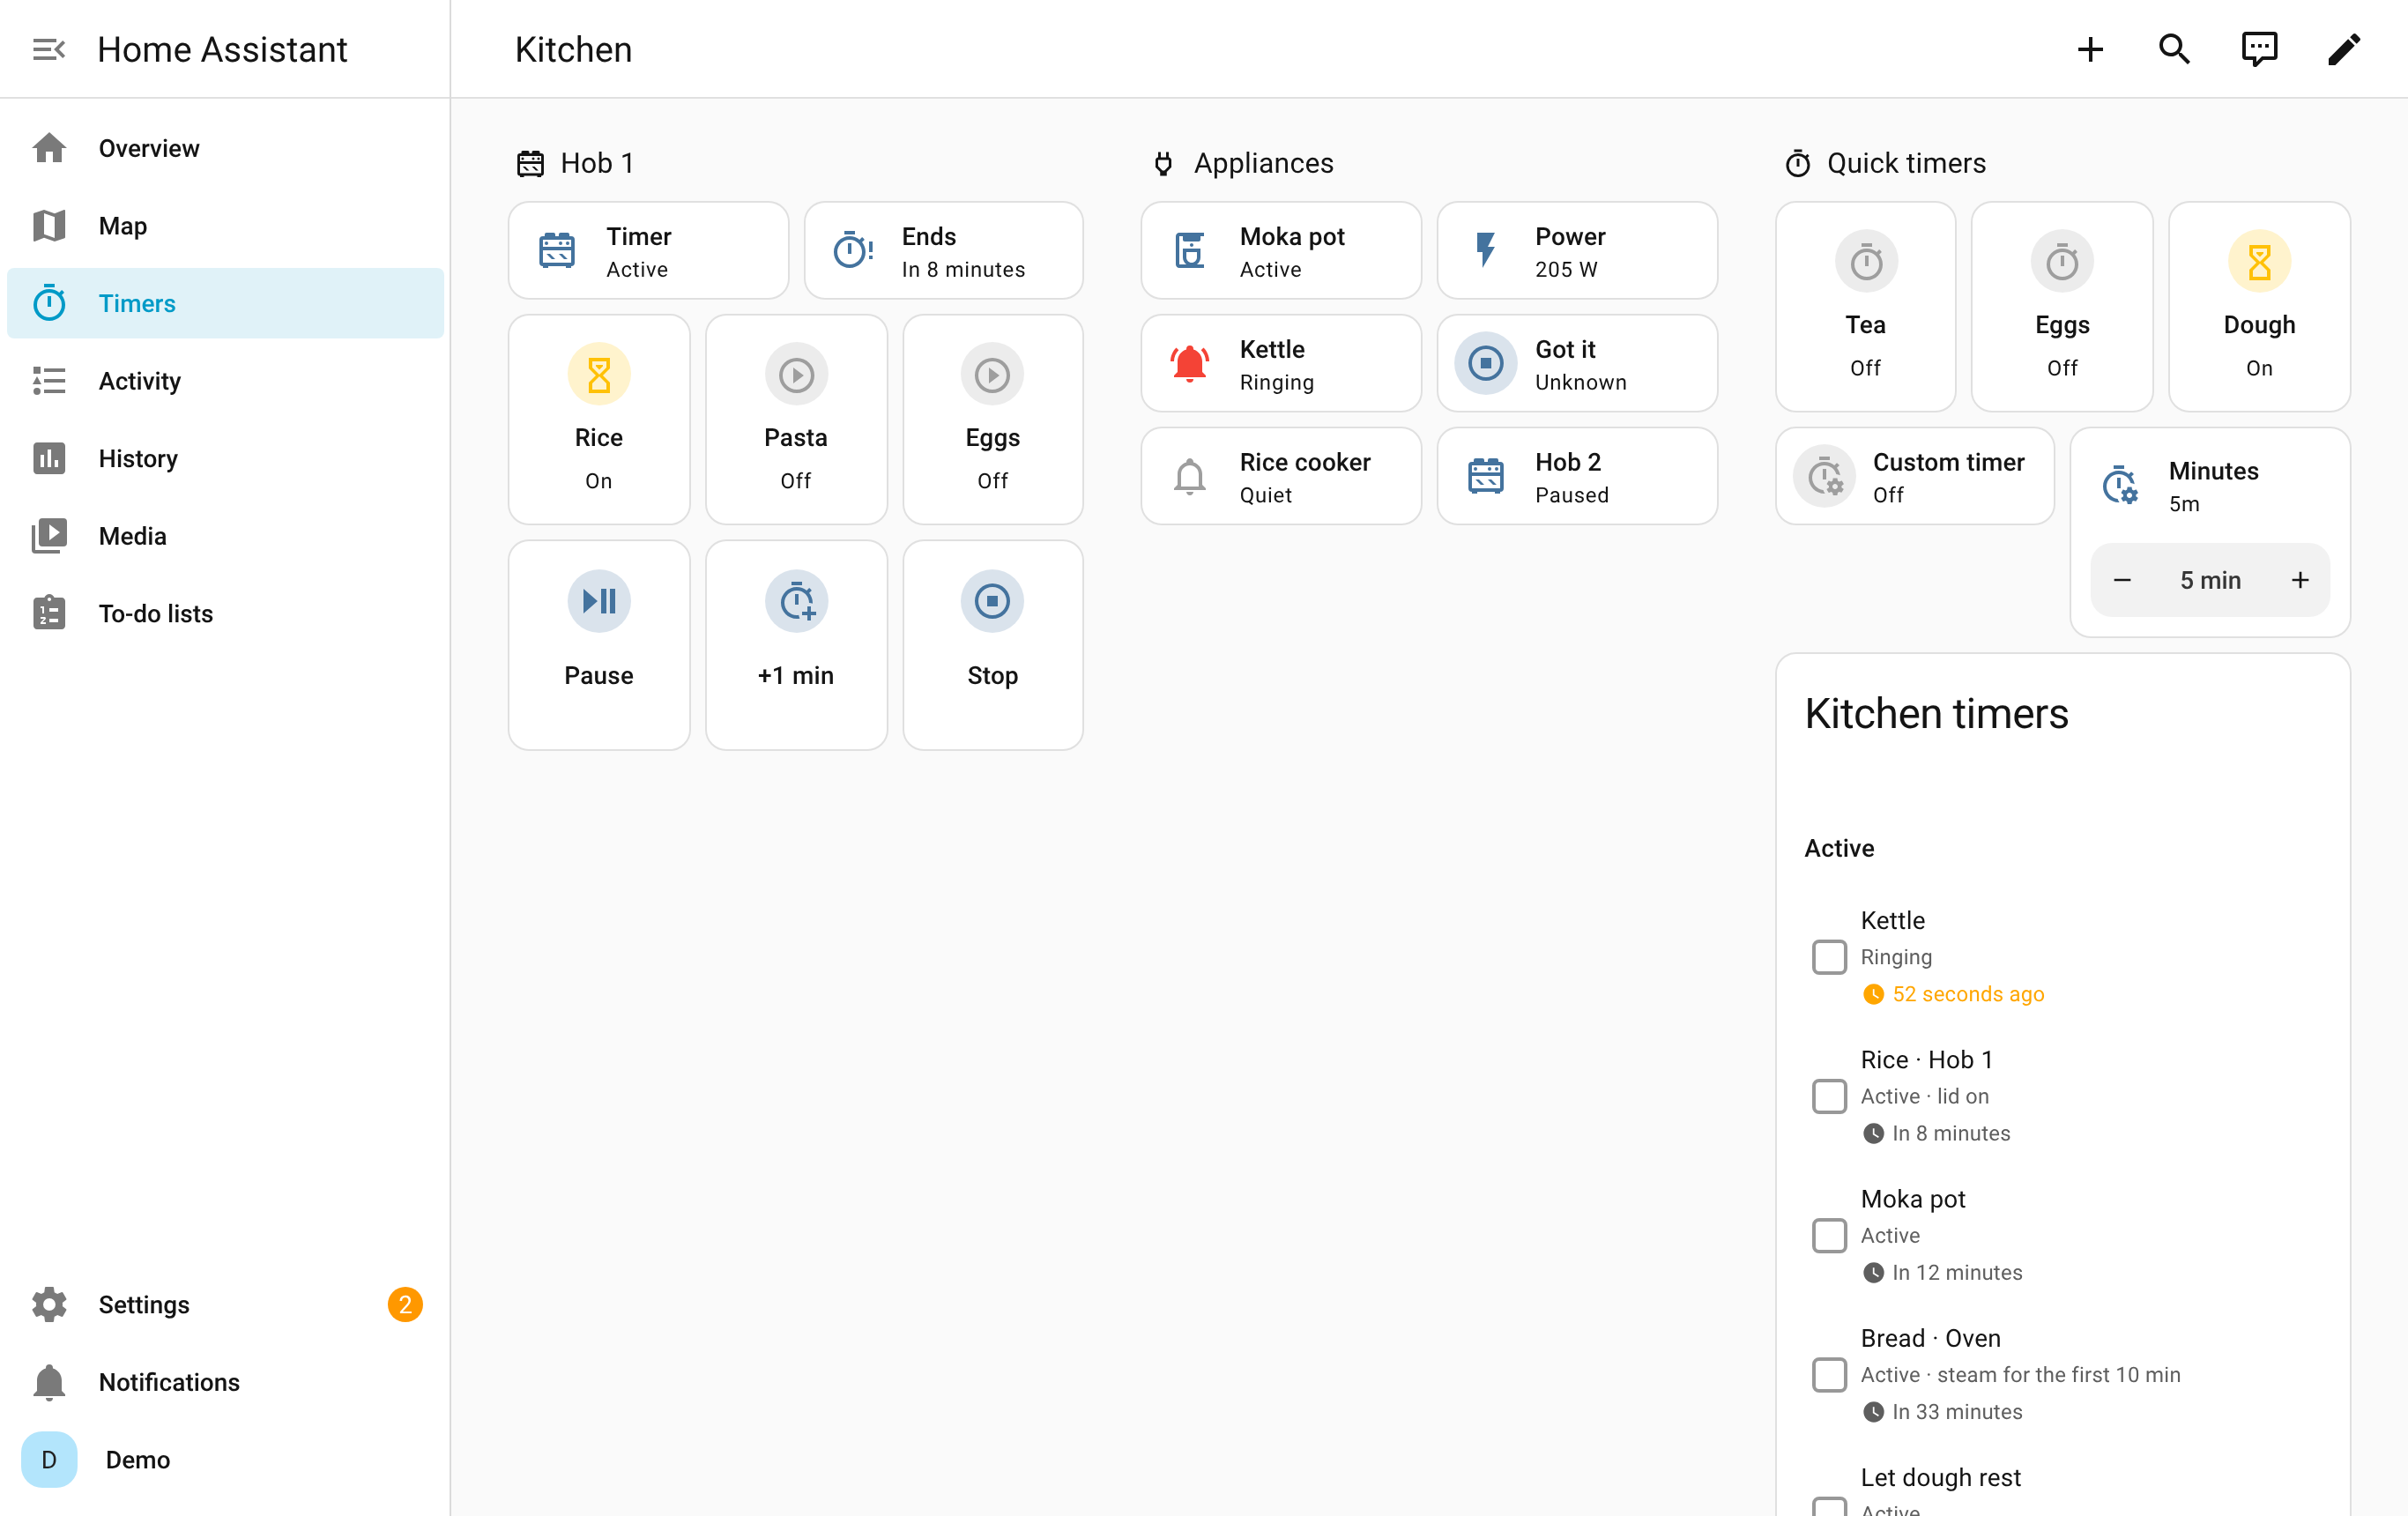 Home Assistant
Overview
Map
Timers
Activity
History
Media
To-do lists
Settings
2
Notifications
D
Demo
Kitchen
Hob 1
Timer
Active
Ends
In 8 minutes
Rice
On
Pasta
Off
Eggs
Off
Pause
+1 min
Stop
Appliances
Moka pot
Active
Power
205 W
Kettle
Ringing
Got it
Unknown
Rice cooker
Quiet
Hob 2
Paused
Quick timers
Tea
Off
Eggs
Off
Dough
On
Custom timer
Off
Minutes
5m
5 min
Kitchen timers
Active
Kettle
Ringing
52 seconds ago
Rice · Hob 1
Active · lid on
In 8 minutes
Moka pot
Active
In 12 minutes
Bread · Oven
Active · steam for the first 10 min
In 33 minutes
Let dough rest
Active